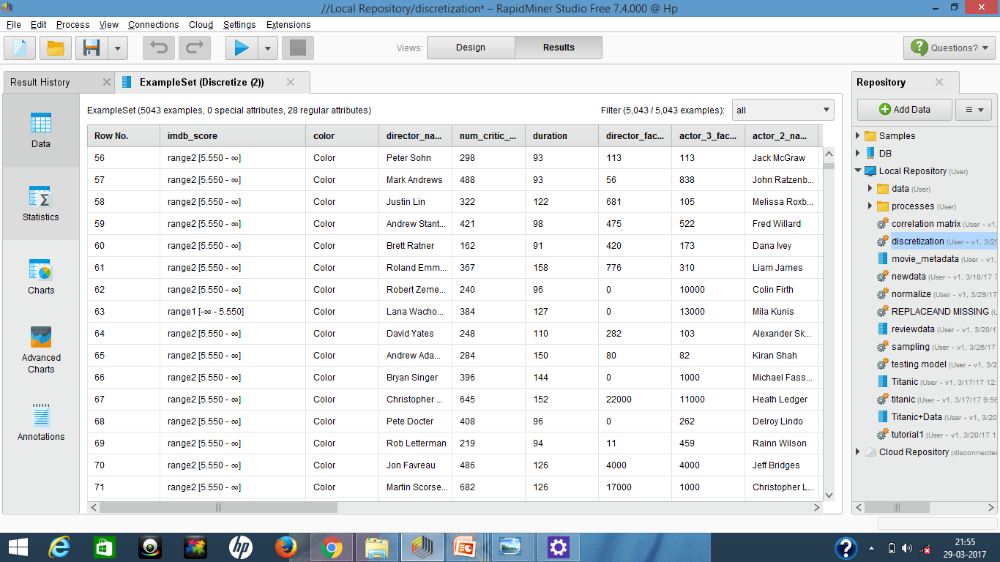 //Local Repository/discretization* – RapidMiner Studio Free 7.4.000 @ Hp
File Edit Process View Connections Cloud Settings Extensions
Views: Design Results Questions?
Result History ExampleSet (Discretize (2)) Repository
ExampleSet (5043 examples, 0 special attributes, 28 regular attributes) Filter (5,043 / 5,043 examples): all
Add Data
Row No. imdb_score color director_na... num_critic_... duration director_fac... actor_3_fac... actor_2_na...
56 range2 [5.550 - ∞] Color Peter Sohn 298 93 113 113 Jack McGraw
57 range2 [5.550 - ∞] Color Mark Andrews 488 93 56 838 John Ratzenb...
58 range2 [5.550 - ∞] Color Justin Lin 322 122 681 105 Melissa Roxb...
59 range2 [5.550 - ∞] Color Andrew Stant... 421 98 475 522 Fred Willard
60 range2 [5.550 - ∞] Color Brett Ratner 162 91 420 173 Dana Ivey
61 range2 [5.550 - ∞] Color Roland Emm... 367 158 776 310 Liam James
62 range2 [5.550 - ∞] Color Robert Zeme... 240 96 0 10000 Colin Firth
63 range1 [-∞ - 5.550] Color Lana Wacho... 384 127 0 13000 Mila Kunis
64 range2 [5.550 - ∞] Color David Yates 248 110 282 103 Alexander Sk...
65 range2 [5.550 - ∞] Color Andrew Ada... 284 150 80 82 Kiran Shah
66 range2 [5.550 - ∞] Color Bryan Singer 396 144 0 1000 Michael Fass...
67 range2 [5.550 - ∞] Color Christopher ... 645 152 22000 11000 Heath Ledger
68 range2 [5.550 - ∞] Color Pete Docter 408 96 0 262 Delroy Lindo
69 range2 [5.550 - ∞] Color Rob Letterman 219 94 11 459 Rainn Wilson
70 range2 [5.550 - ∞] Color Jon Favreau 486 126 4000 4000 Jeff Bridges
71 range2 [5.550 - ∞] Color Martin Scorse... 682 126 17000 1000 Christopher L...
Data
Statistics
Charts
Advanced
Charts
Annotations
Samples
DB
Local Repository (User)
data (User)
processes (User)
correlation matrix (User - v1,
discretization (User - v1, 3/29
movie_metadata (User - v1,
newdata (User - v1, 3/18/17 7
normalize (User - v1, 3/29/17
REPLACEAND MISSING (U
reviewdata (User - v1, 3/20/1
sampling (User - v1, 3/26/17
testing model (User - v1, 3/2
Titanic (User - v1, 3/17/17 12:
titanic (User - v1, 3/17/17 9:56
Titanic+Data (User - v1, 3/20
tutorial1 (User - v1, 3/20/17 1
Cloud Repository (disconnected
21:55
29-03-2017